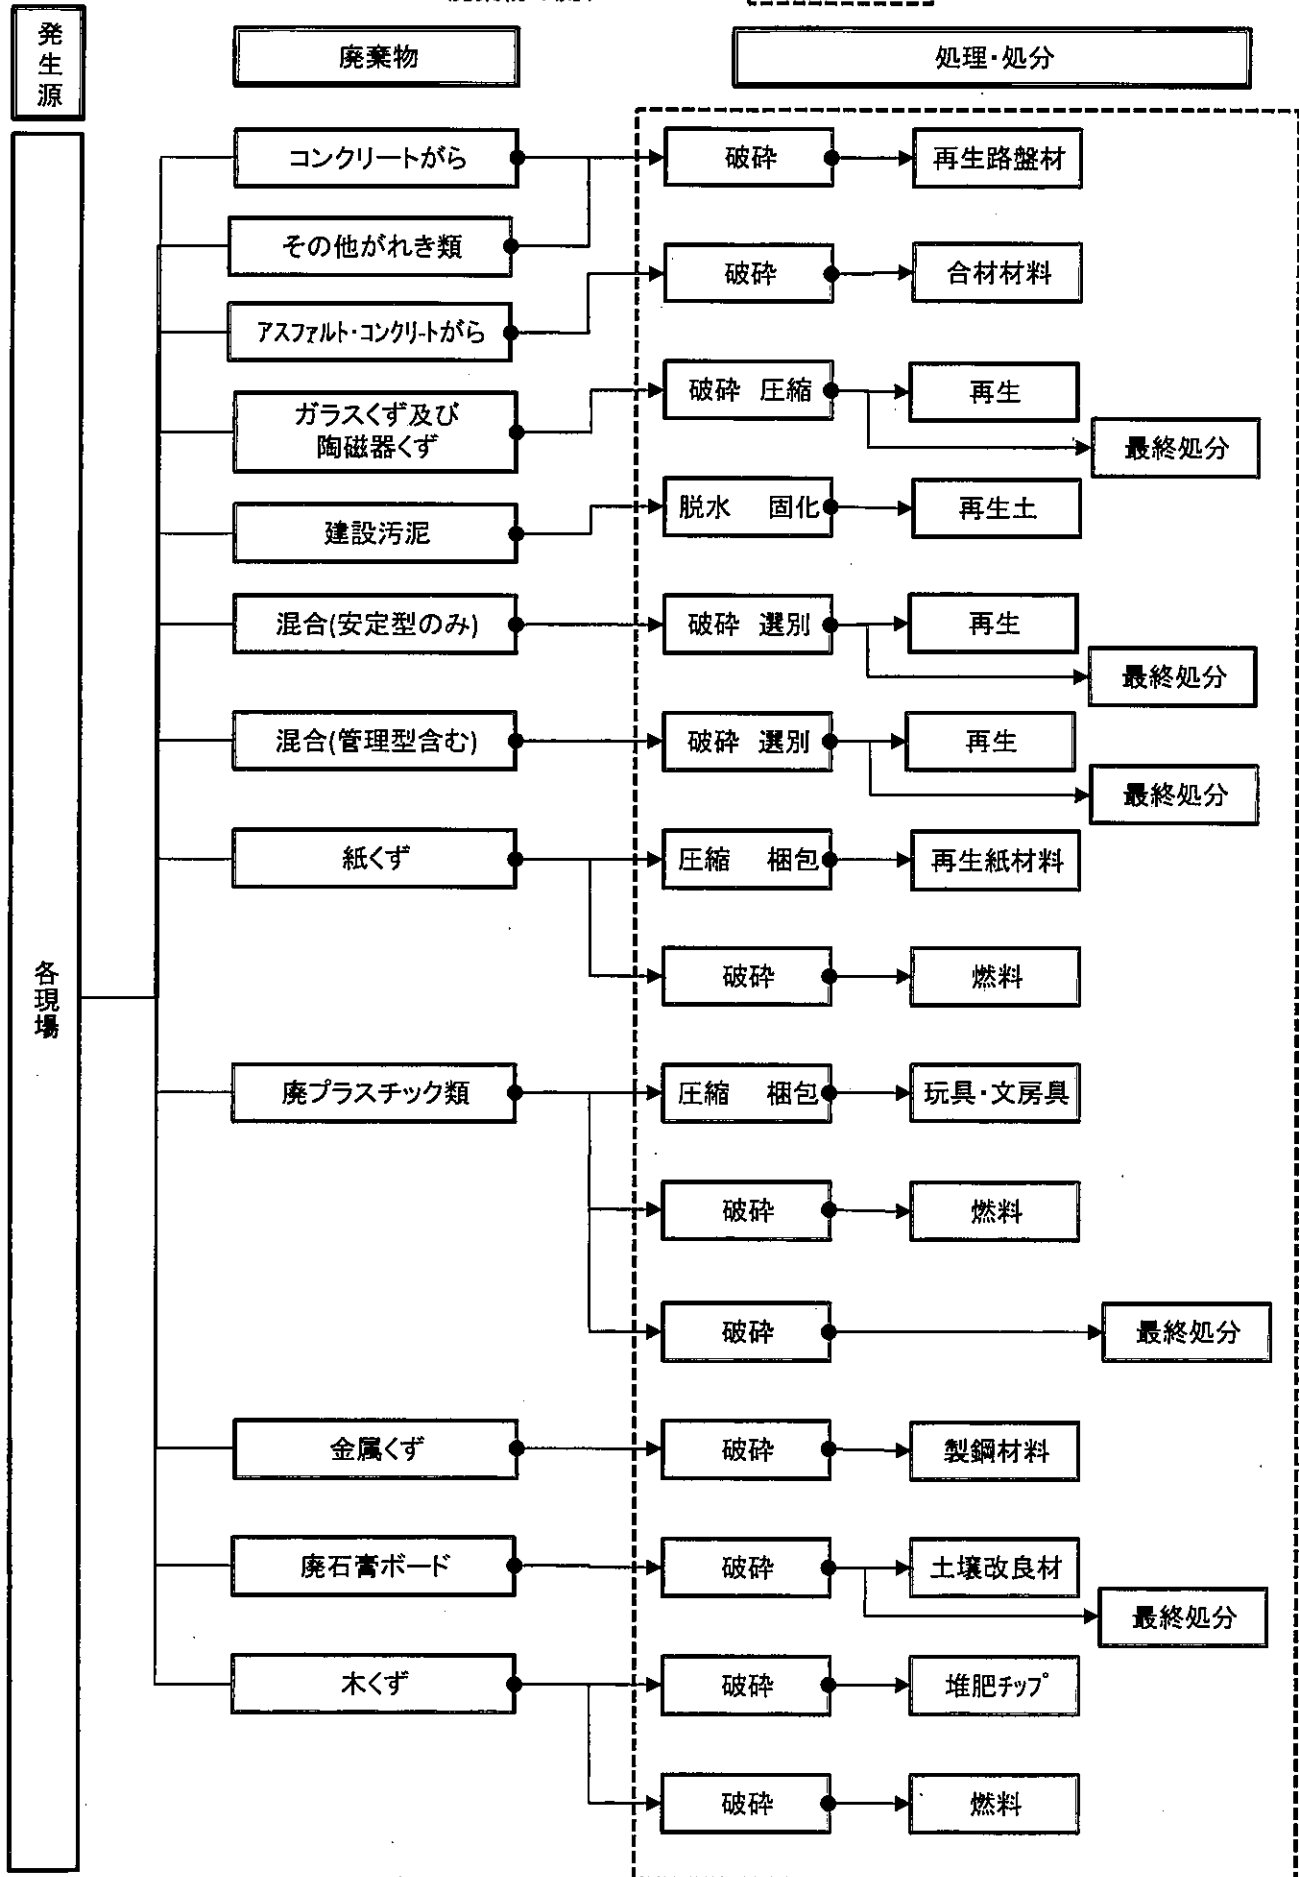 発生源
廃棄物
処理・処分
各現場
コンクリートがら
破砕
再生路盤材
その他がれき類
破砕
合材材料
アスファルト・コンクリートがら
ガラスくず及び
陶磁器くず
破砕 圧縮
再生
最終処分
建設汚泥
脱水 固化
再生土
混合(安定型のみ)
破砕 選別
再生
最終処分
混合(管理型含む)
破砕 選別
再生
最終処分
紙くず
圧縮 梱包
再生紙材料
破砕
燃料
廃プラスチック類
圧縮 梱包
玩具・文房具
破砕
燃料
破砕
最終処分
金属くず
破砕
製鋼材料
廃石膏ボード
破砕
土壌改良材
最終処分
木くず
破砕
堆肥チップ
破砕
燃料